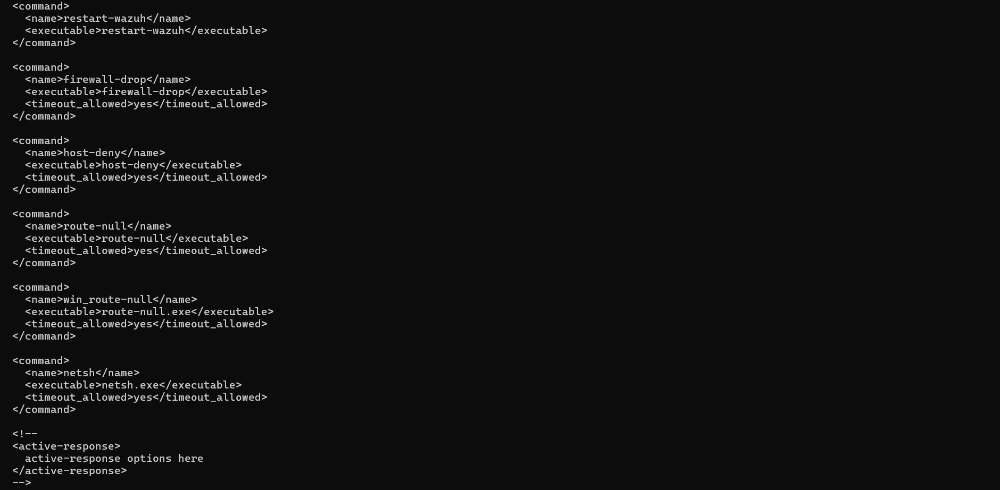 <command>
  <name>restart-wazuh</name>
  <executable>restart-wazuh</executable>
</command>

<command>
  <name>firewall-drop</name>
  <executable>firewall-drop</executable>
  <timeout_allowed>yes</timeout_allowed>
</command>

<command>
  <name>host-deny</name>
  <executable>host-deny</executable>
  <timeout_allowed>yes</timeout_allowed>
</command>

<command>
  <name>route-null</name>
  <executable>route-null</executable>
  <timeout_allowed>yes</timeout_allowed>
</command>

<command>
  <name>win_route-null</name>
  <executable>route-null.exe</executable>
  <timeout_allowed>yes</timeout_allowed>
</command>

<command>
  <name>netsh</name>
  <executable>netsh.exe</executable>
  <timeout_allowed>yes</timeout_allowed>
</command>

<!--
<active-response>
  active-response options here
</active-response>
-->